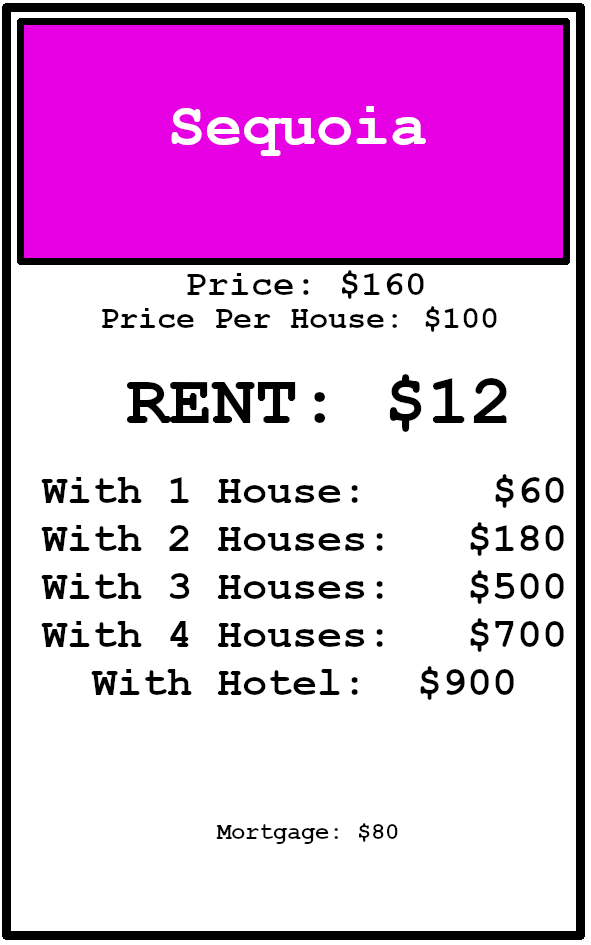 Sequoia
Price: $160
Price Per House: $100
RENT: $12
With 1 House: $60
With 2 Houses: $180
With 3 Houses: $500
With 4 Houses: $700
With Hotel: $900
Mortgage: $80